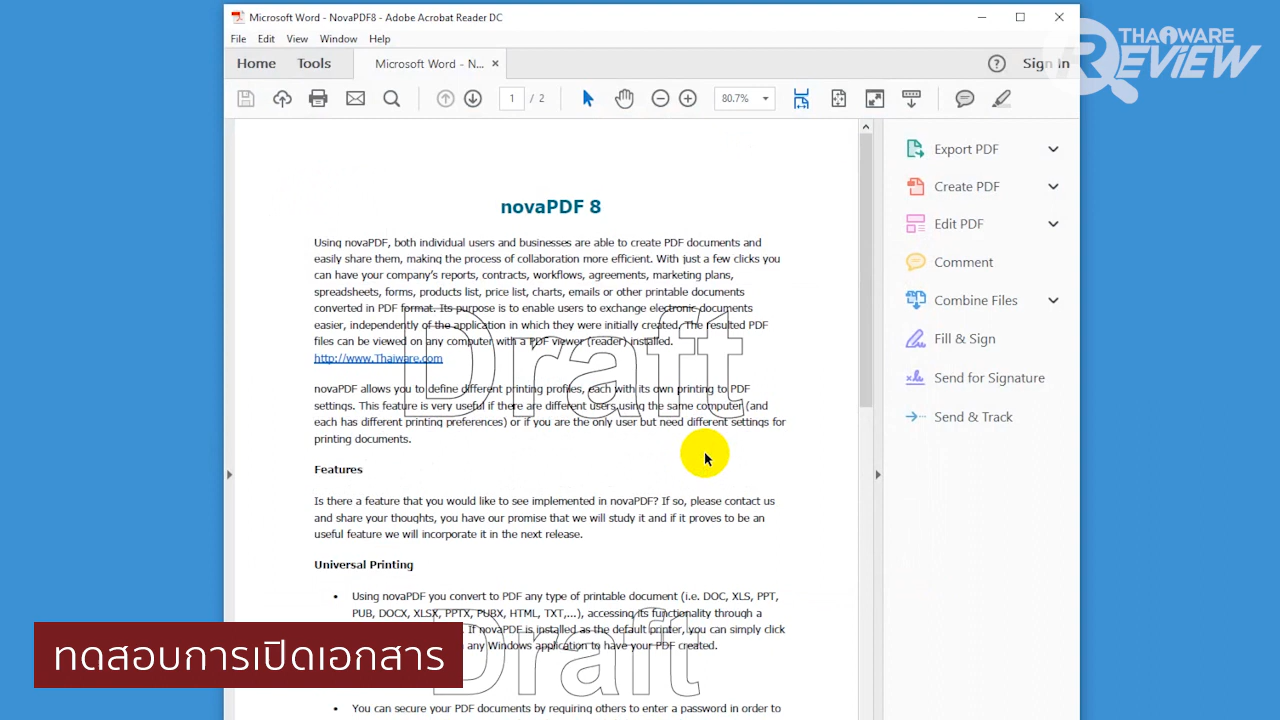 Microsoft Word - NovaPDF8 - Adobe Acrobat Reader DC
File Edit View Window Help
THAIWARE
REVIEW
Home Tools Microsoft Word - N... × ? Sign In
1 / 2 80.7%
novaPDF 8
Using novaPDF, both individual users and businesses are able to create PDF documents and
easily share them, making the process of collaboration more efficient. With just a few clicks you
can have your company's reports, contracts, workflows, agreements, marketing plans,
spreadsheets, forms, products list, price list, charts, emails or other printable documents
converted in PDF format. Its purpose is to enable users to exchange electronic documents
easier, independently of the application in which they were initially created. The resulted PDF
files can be viewed on any computer with a PDF viewer (reader) installed.
http://www.Thaiware.com
Draft
novaPDF allows you to define different printing profiles, each with its own printing to PDF
settings. This feature is very useful if there are different users using the same computer (and
each has different printing preferences) or if you are the only user but need different settings for
printing documents.
Features
Is there a feature that you would like to see implemented in novaPDF? If so, please contact us
and share your thoughts, you have our promise that we will study it and if it proves to be an
useful feature we will incorporate it in the next release.
Universal Printing
• Using novaPDF you convert to PDF any type of printable document (i.e. DOC, XLS, PPT,
PUB, DOCX, XLSX, PPTX, PUBX, HTML, TXT,...), accessing its functionality through a
. If novaPDF is installed as the default printer, you can simply click
any Windows application to have your PDF created.
Draft
• You can secure your PDF documents by requiring others to enter a password in order to
Export PDF
Create PDF
Edit PDF
Comment
Combine Files
Fill & Sign
Send for Signature
Send & Track
ทดสอบการเปิดเอกสาร